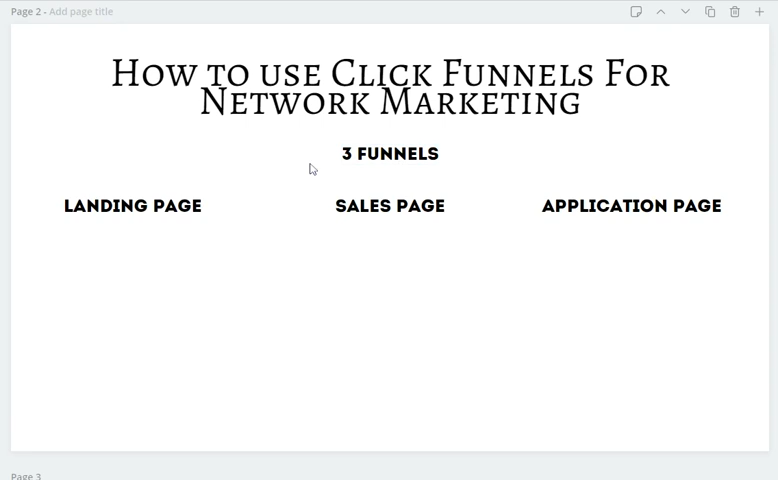 Page 2 - Add page title
How to use Click Funnels For
Network Marketing
3 FUNNELS
LANDING PAGE
SALES PAGE
APPLICATION PAGE
Page 3